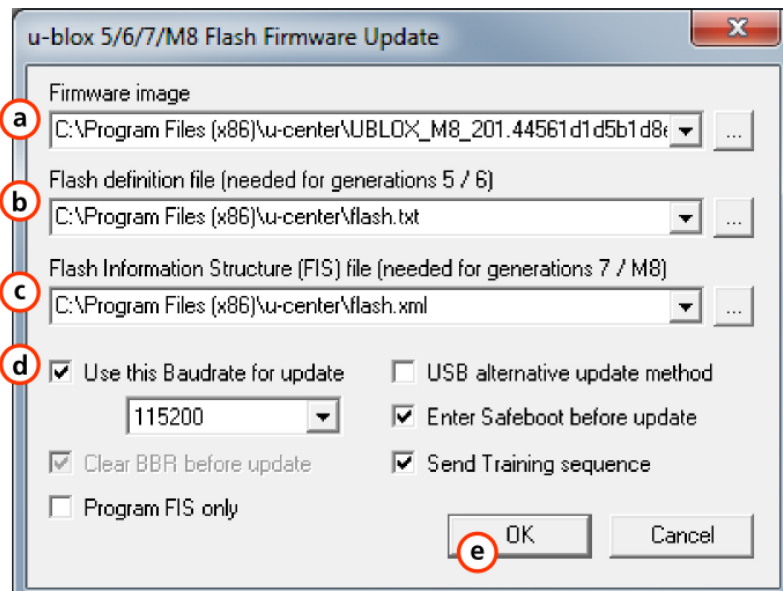 u-blox 5/6/7/M8 Flash Firmware Update
Firmware image
a
C:\Program Files (x86)\u-center\UBLOX_M8_201.44561d1d5b1d8e
...
Flash definition file (needed for generations 5 / 6)
b
C:\Program Files (x86)\u-center\flash.txt
...
Flash Information Structure (FIS) file (needed for generations 7 / M8)
c
C:\Program Files (x86)\u-center\flash.xml
...
d
Use this Baudrate for update
USB alternative update method
115200
Enter Safeboot before update
Clear BBR before update
Send Training sequence
Program FIS only
e
OK
Cancel